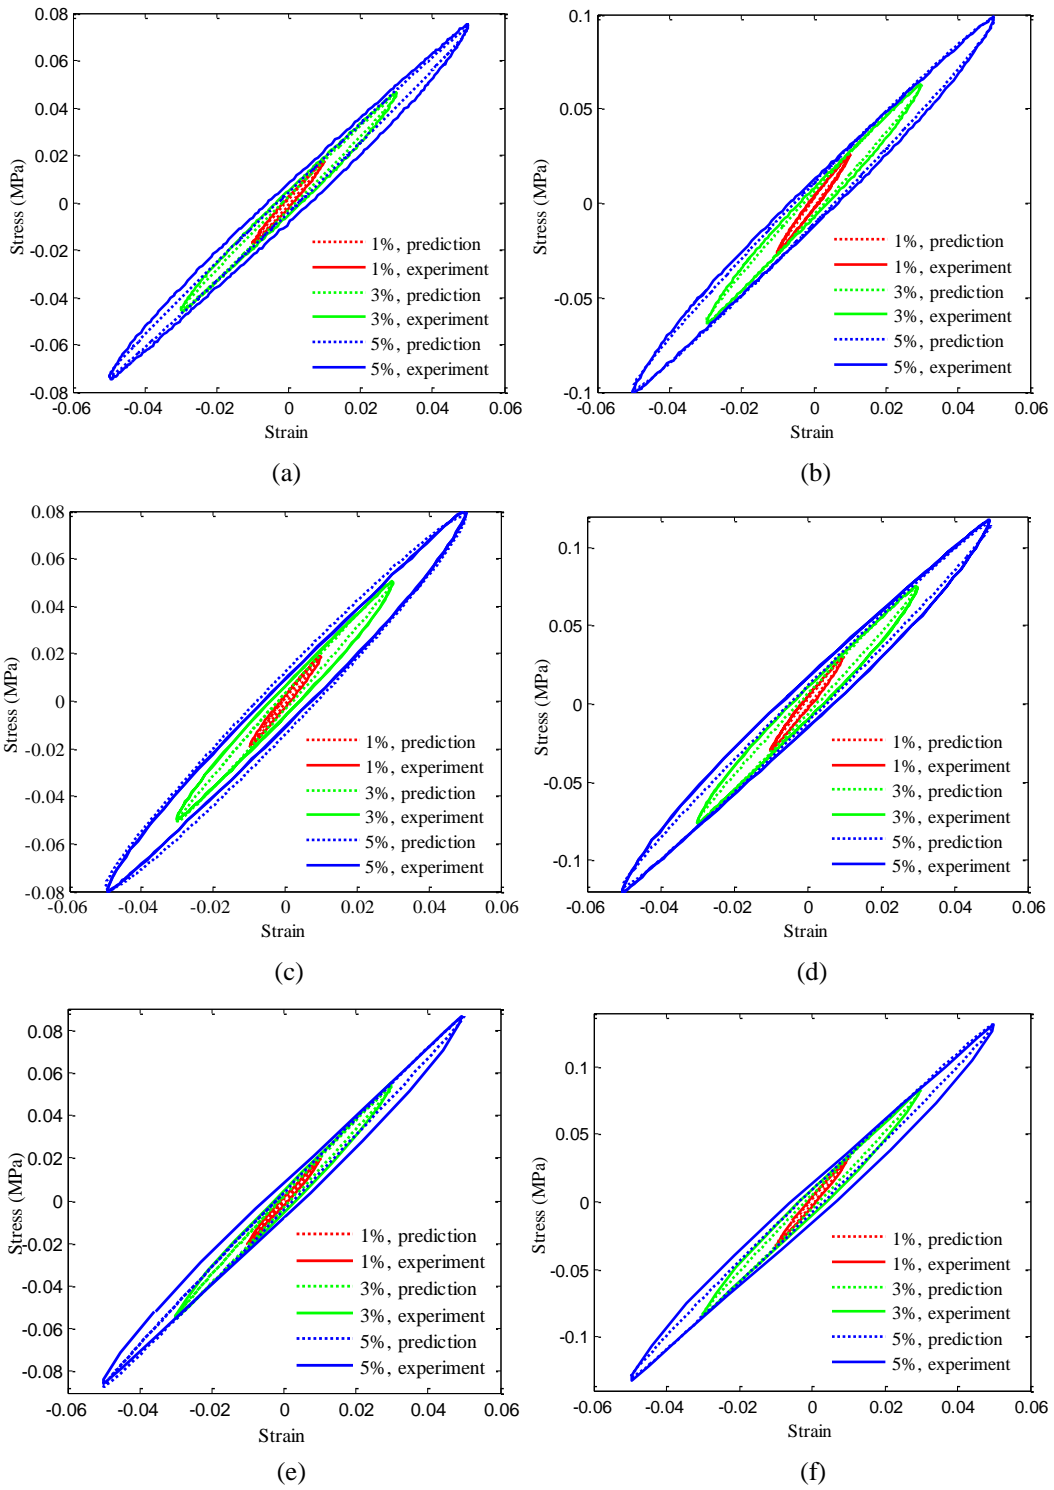 0.08
0.06
0.04
0.02
0
-0.02
-0.04
-0.06
-0.08
Stress (MPa)
1%, prediction
1%, experiment
3%, prediction
3%, experiment
5%, prediction
5%, experiment
-0.06 -0.04 -0.02 0 0.02 0.04 0.06
Strain
(a)
0.1
0.05
0
-0.05
-0.1
Stress (MPa)
1%, prediction
1%, experiment
3%, prediction
3%, experiment
5%, prediction
5%, experiment
-0.06 -0.04 -0.02 0 0.02 0.04 0.06
Strain
(b)
0.08
0.06
0.04
0.02
0
-0.02
-0.04
-0.06
-0.08
Stress (MPa)
1%, prediction
1%, experiment
3%, prediction
3%, experiment
5%, prediction
5%, experiment
-0.06 -0.04 -0.02 0 0.02 0.04 0.06
Strain
(c)
0.1
0.05
0
-0.05
-0.1
Stress (MPa)
1%, prediction
1%, experiment
3%, prediction
3%, experiment
5%, prediction
5%, experiment
-0.06 -0.04 -0.02 0 0.02 0.04 0.06
Strain
(d)
0.08
0.06
0.04
0.02
0
-0.02
-0.04
-0.06
-0.08
Stress (MPa)
1%, prediction
1%, experiment
3%, prediction
3%, experiment
5%, prediction
5%, experiment
-0.06 -0.04 -0.02 0 0.02 0.04 0.06
Strain
(e)
0.1
0.05
0
-0.05
-0.1
Stress (MPa)
1%, prediction
1%, experiment
3%, prediction
3%, experiment
5%, prediction
5%, experiment
-0.06 -0.04 -0.02 0 0.02 0.04 0.06
Strain
(f)